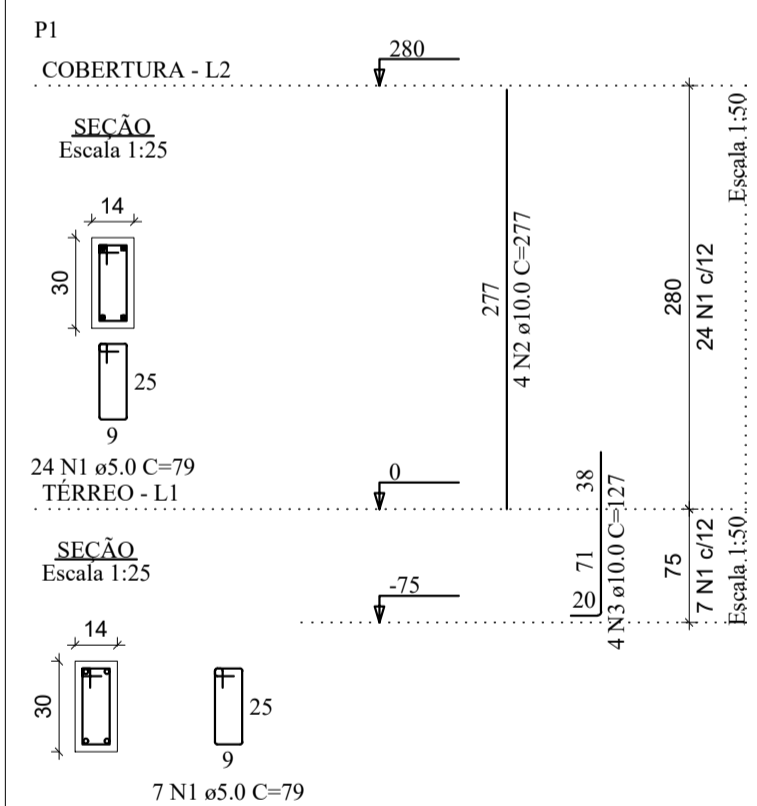 P1
280
COBERTURA - L2
SEÇÃO
Escala 1:25
14
30
25
9
24 N1 ø5.0 C=79
277
4 N2 ø10.0 C=277
280
24 N1 c/12
Escala 1:50
TÉRREO - L1
0
SEÇÃO
Escala 1:25
-75
38
71
20
4 N3 ø10.0 C=127
75
7 N1 c/12
Escala 1:50
14
30
25
9
7 N1 ø5.0 C=79